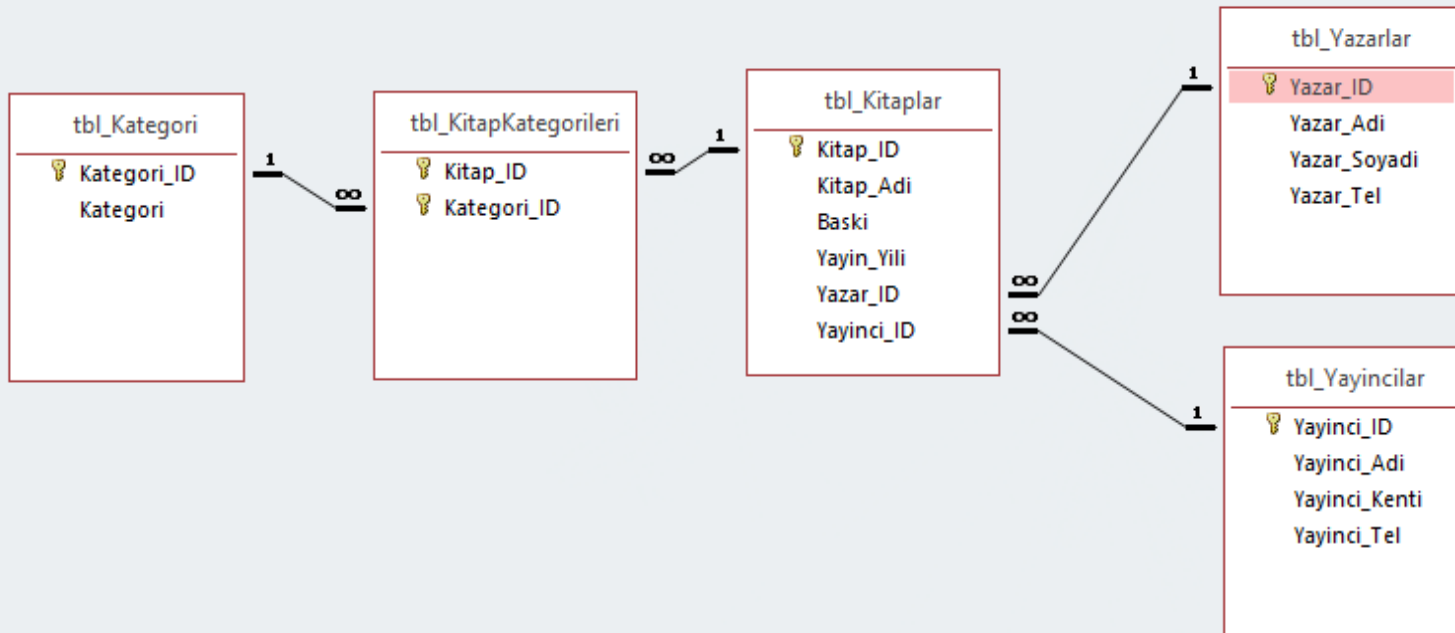 tbl_Kategori
Kategori_ID
Kategori
1
∞
tbl_KitapKategorileri
Kitap_ID
Kategori_ID
∞
1
tbl_Kitaplar
Kitap_ID
Kitap_Adi
Baski
Yayin_Yili
Yazar_ID
Yayinci_ID
∞
1
∞
1
tbl_Yazarlar
Yazar_ID
Yazar_Adi
Yazar_Soyadi
Yazar_Tel
tbl_Yayincilar
Yayinci_ID
Yayinci_Adi
Yayinci_Kenti
Yayinci_Tel